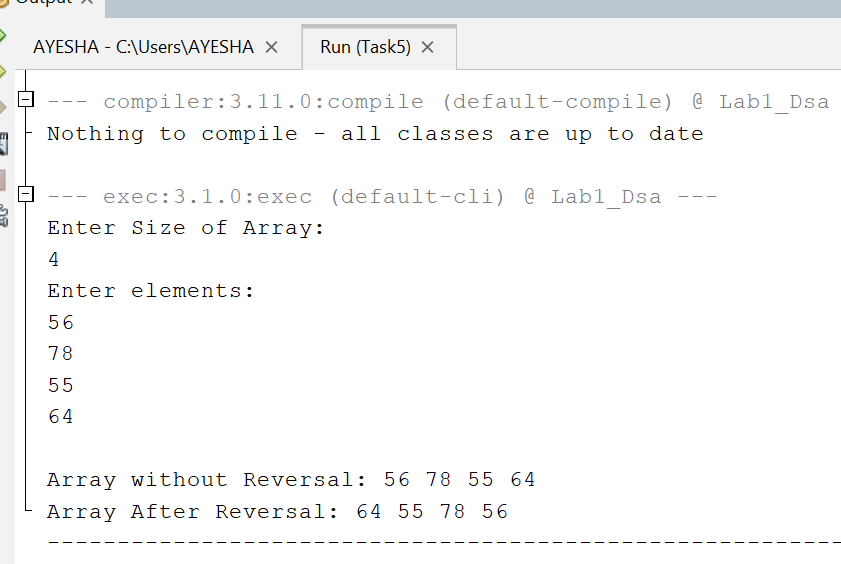 Output
AYESHA - C:\Users\AYESHA
Run (Task5)
--- compiler:3.11.0:compile (default-compile) @ Lab1_Dsa
Nothing to compile - all classes are up to date
--- exec:3.1.0:exec (default-cli) @ Lab1_Dsa ---
Enter Size of Array:
4
Enter elements:
56
78
55
64
Array without Reversal: 56 78 55 64
Array After Reversal: 64 55 78 56
------------------------------------------------------------------------